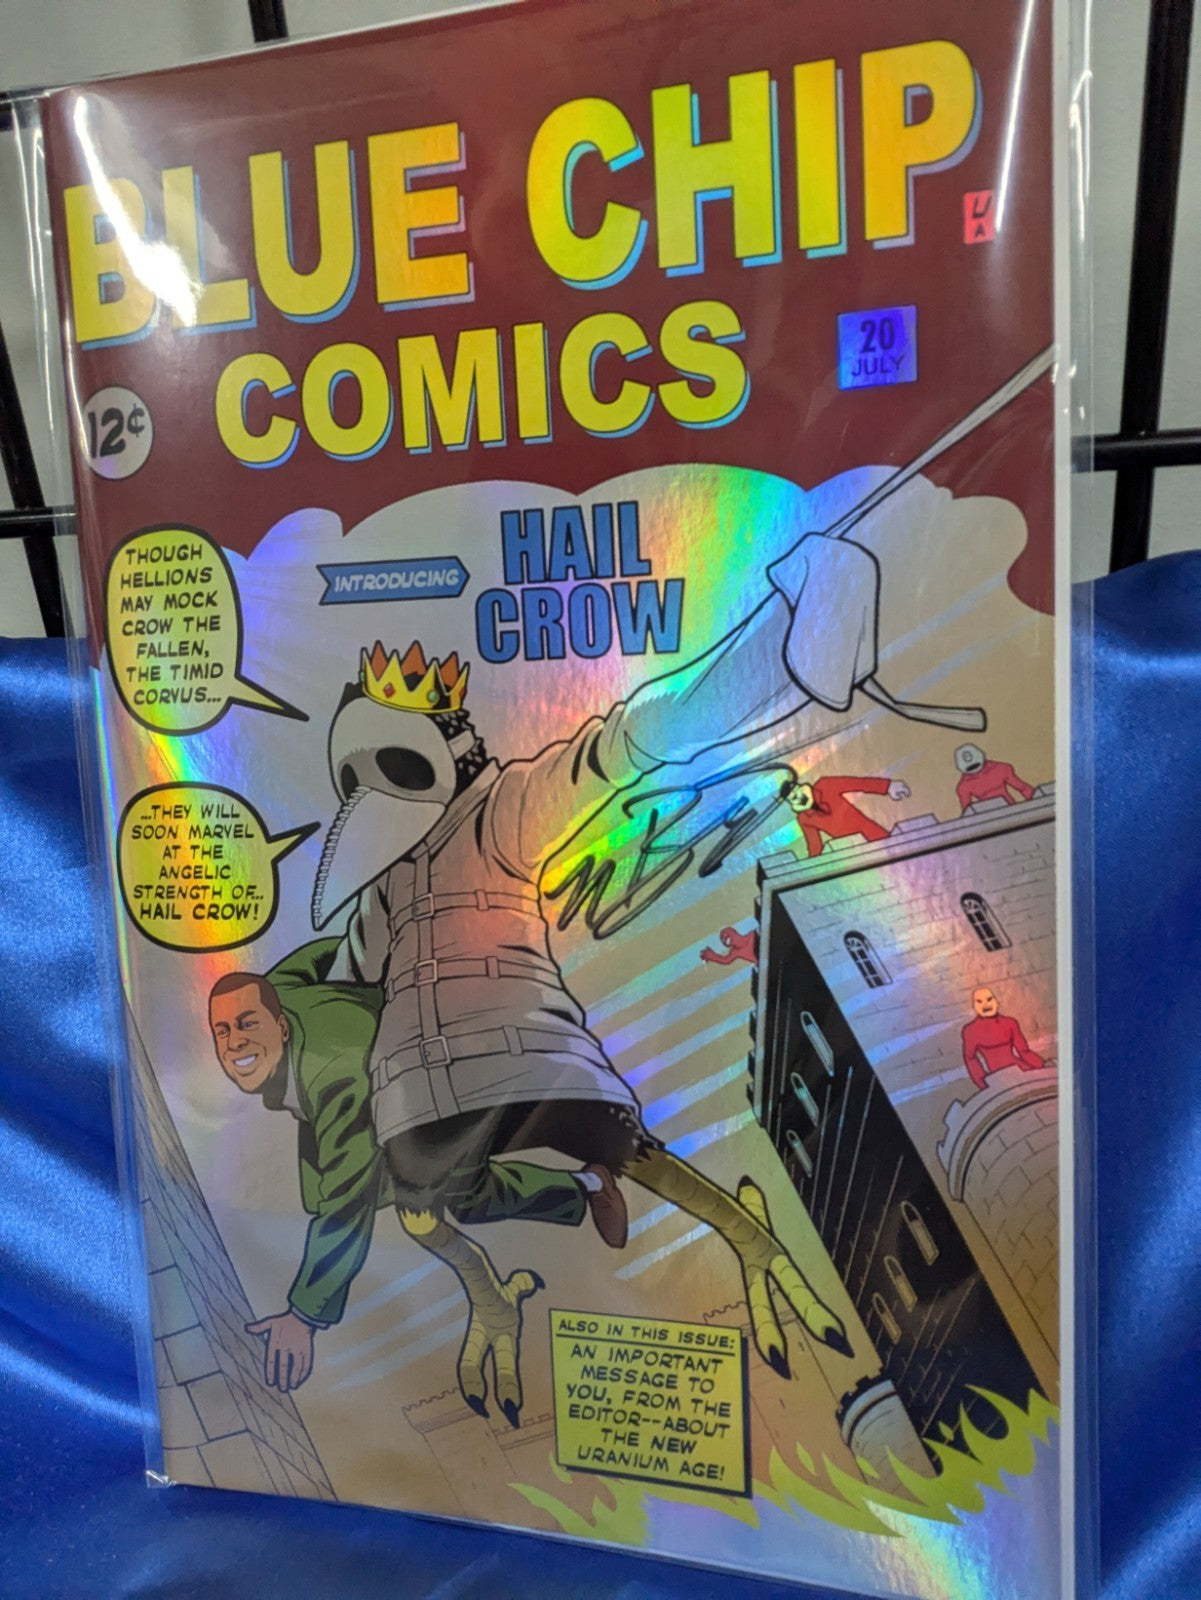 BLUE CHIP
COMICS
12¢
20
JULY
INTRODUCING
HAIL
CROW
THOUGH
HELLIONS
MAY MOCK
CROW THE
FALLEN,
THE TIMID
CORVUS...
...THEY WILL
SOON MARVEL
AT THE
ANGELIC
STRENGTH OF...
HAIL CROW!
ALSO IN THIS ISSUE:
AN IMPORTANT
MESSAGE TO
YOU, FROM THE
EDITOR--ABOUT
THE NEW
URANIUM AGE!